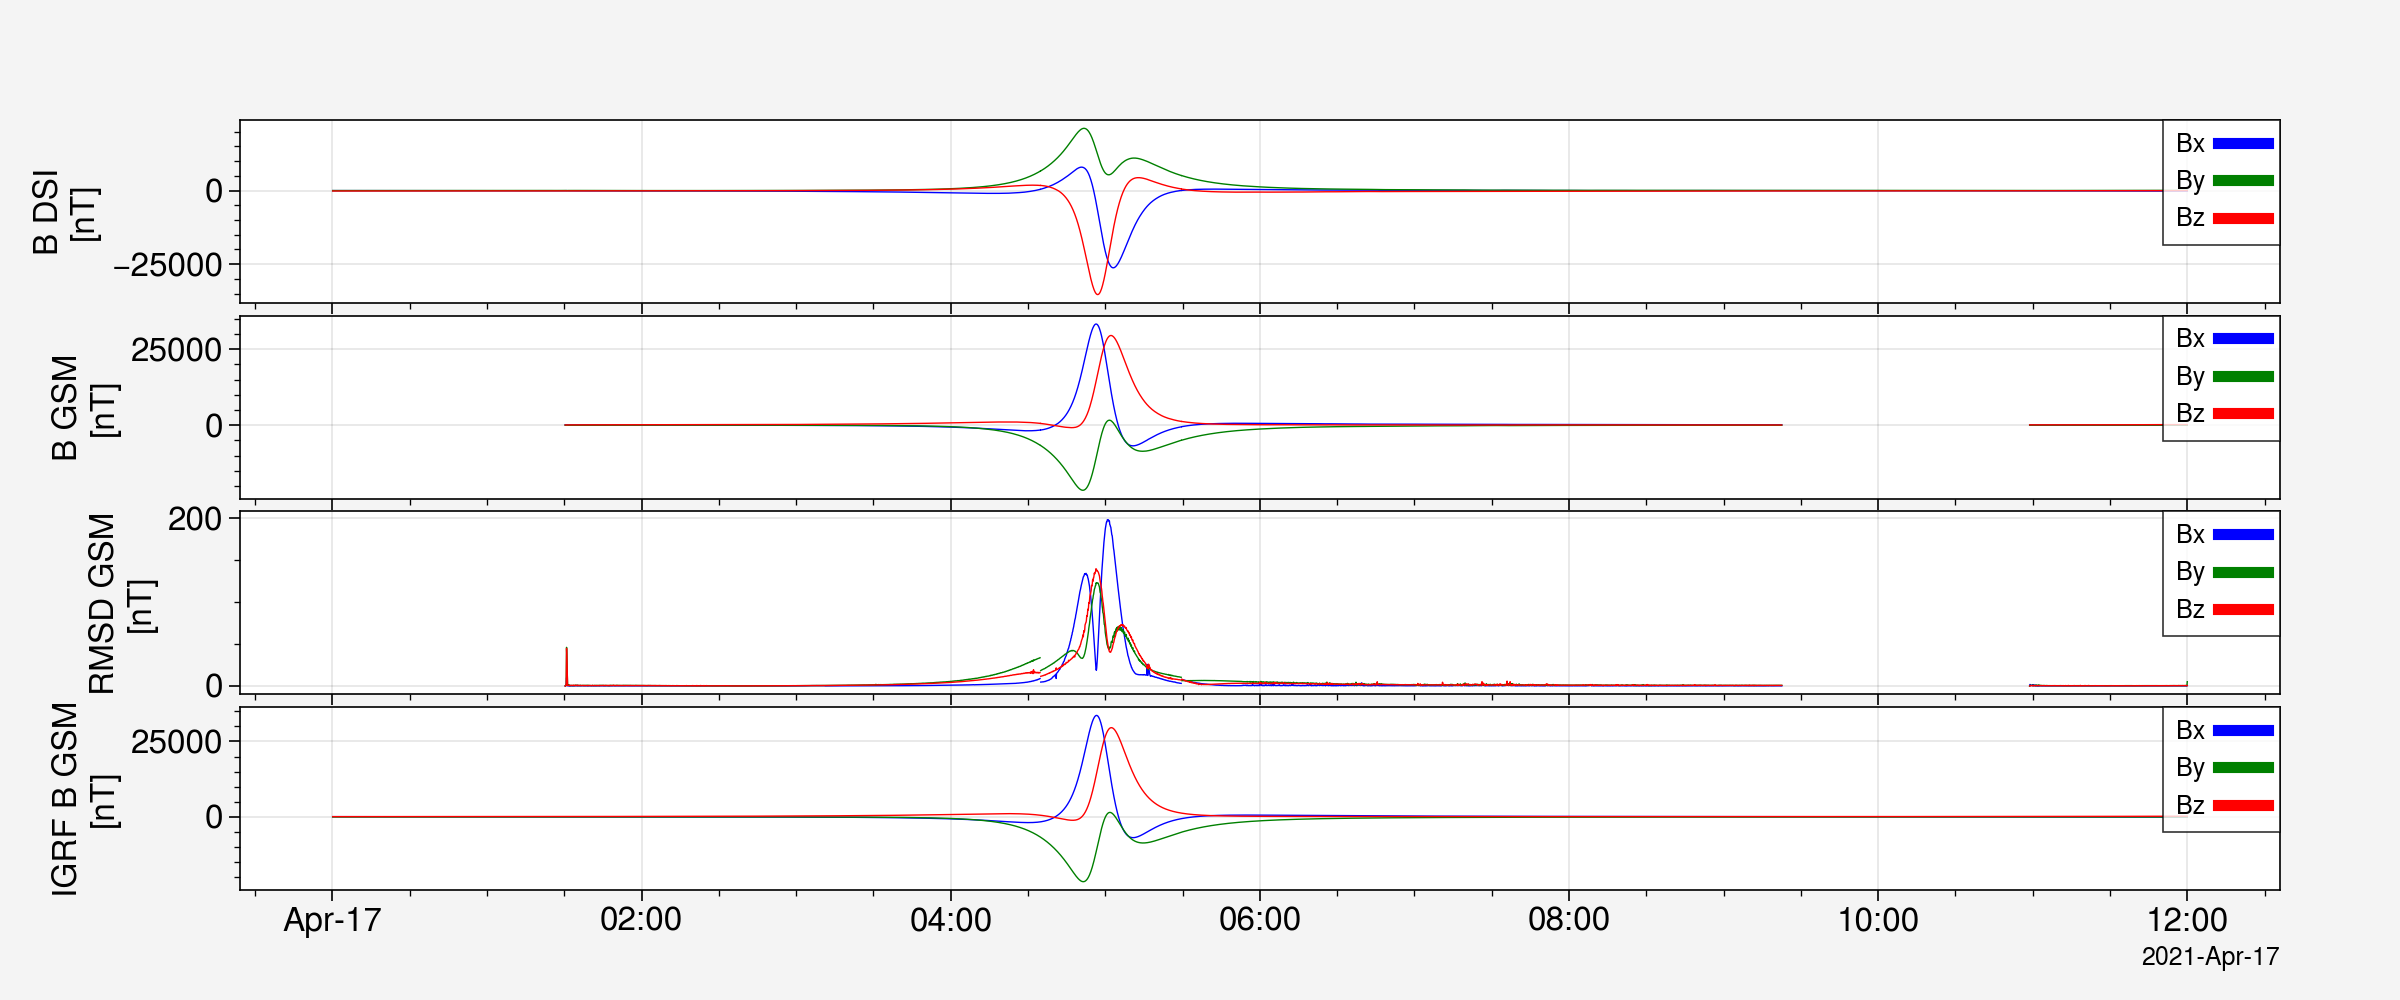 B DSI
[nT]
0
−25000
Bx
By
Bz
B GSM
[nT]
25000
0
Bx
By
Bz
RMSD GSM
[nT]
200
0
Bx
By
Bz
IGRF B GSM
[nT]
25000
0
Bx
By
Bz
Apr-17 02:00 04:00 06:00 08:00 10:00 12:00
2021-Apr-17